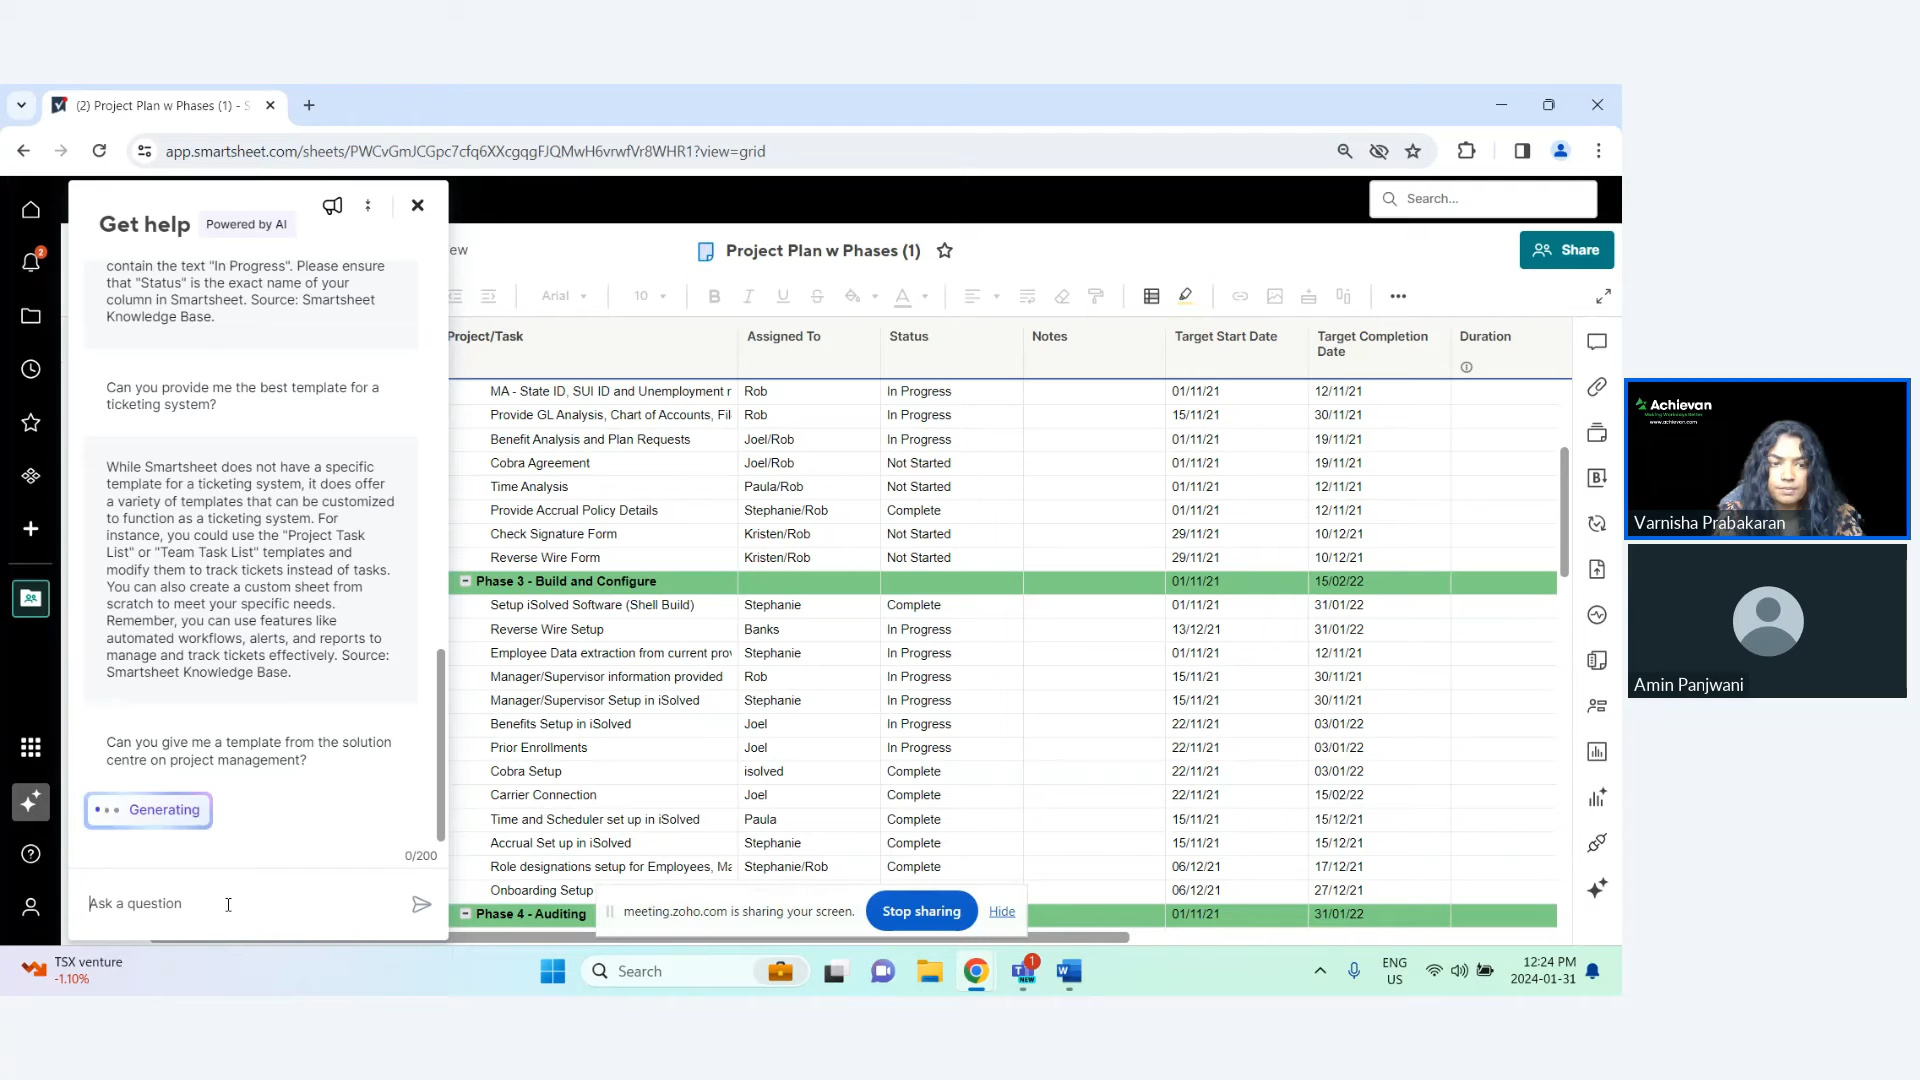 (2) Project Plan w Phases (1) - S
app.smartsheet.com/sheets/PWCvGmJCGpc7cfq6XXcgqgFJQMwH6vrwfVr8WHR1?view=grid
2
Get help
Powered by AI
contain the text "In Progress". Please ensure
that "Status" is the exact name of your
column in Smartsheet. Source: Smartsheet
Knowledge Base.
Can you provide me the best template for a
ticketing system?
While Smartsheet does not have a specific
template for a ticketing system, it does offer
a variety of templates that can be customized
to function as a ticketing system. For
instance, you could use the "Project Task
List" or "Team Task List" templates and
modify them to track tickets instead of tasks.
You can also create a custom sheet from
scratch to meet your specific needs.
Remember, you can use features like
automated workflows, alerts, and reports to
manage and track tickets effectively. Source:
Smartsheet Knowledge Base.
Can you give me a template from the solution
centre on project management?
Generating
0/200
Ask a question
Search...
ew
Project Plan w Phases (1)
Share
Arial 10 B I U S A
Project/Task Assigned To Status Notes Target Start Date Target Completion Date Duration
MA - State ID, SUI ID and Unemployment r Rob In Progress 01/11/21 12/11/21
Provide GL Analysis, Chart of Accounts, Fil Rob In Progress 15/11/21 30/11/21
Benefit Analysis and Plan Requests Joel/Rob In Progress 01/11/21 19/11/21
Cobra Agreement Joel/Rob Not Started 01/11/21 19/11/21
Time Analysis Paula/Rob Not Started 01/11/21 12/11/21
Provide Accrual Policy Details Stephanie/Rob Complete 01/11/21 12/11/21
Check Signature Form Kristen/Rob Not Started 29/11/21 10/12/21
Reverse Wire Form Kristen/Rob Not Started 29/11/21 10/12/21
Phase 3 - Build and Configure 01/11/21 15/02/22
Setup iSolved Software (Shell Build) Stephanie Complete 01/11/21 31/01/22
Reverse Wire Setup Banks In Progress 13/12/21 31/01/22
Employee Data extraction from current prov Stephanie In Progress 01/11/21 12/11/21
Manager/Supervisor information provided Rob In Progress 15/11/21 30/11/21
Manager/Supervisor Setup in iSolved Stephanie In Progress 15/11/21 30/11/21
Benefits Setup in iSolved Joel In Progress 22/11/21 03/01/22
Prior Enrollments Joel In Progress 22/11/21 03/01/22
Cobra Setup isolved Complete 22/11/21 03/01/22
Carrier Connection Joel Complete 22/11/21 15/02/22
Time and Scheduler set up in iSolved Paula Complete 15/11/21 15/12/21
Accrual Set up in iSolved Stephanie Complete 15/11/21 15/12/21
Role designations setup for Employees, Ma Stephanie/Rob Complete 06/12/21 17/12/21
Onboarding Setup 06/12/21 27/12/21
Phase 4 - Auditing 01/11/21 31/01/22
meeting.zoho.com is sharing your screen. Stop sharing Hide
Achievan
www.achievan.com
Varnisha Prabakaran
Amin Panjwani
TSX venture
-1.10%
Search
1
NEW
ENG
US
12:24 PM
2024-01-31